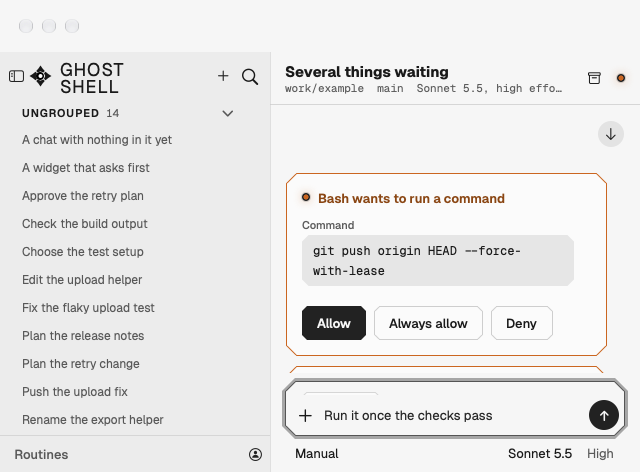 GHOST
SHELL
UNGROUPED 14
A chat with nothing in it yet
A widget that asks first
Approve the retry plan
Check the build output
Choose the test setup
Edit the upload helper
Fix the flaky upload test
Plan the release notes
Plan the retry change
Push the upload fix
Rename the export helper
Routines
Several things waiting
work/example main Sonnet 5.5, high effo…
Bash wants to run a command
Command
git push origin HEAD --force-
with-lease
Allow
Always allow
Deny
Run it once the checks pass
Manual
Sonnet 5.5 High